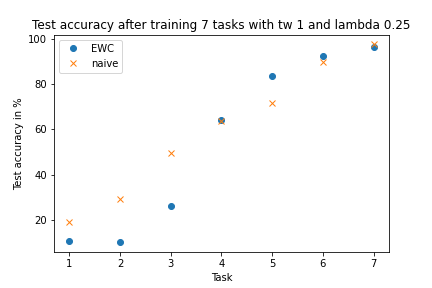 Test accuracy after training 7 tasks with tw 1 and lambda 0.25
EWC
naive
100
80
60
40
20
Test accuracy in %
1 2 3 4 5 6 7
Task